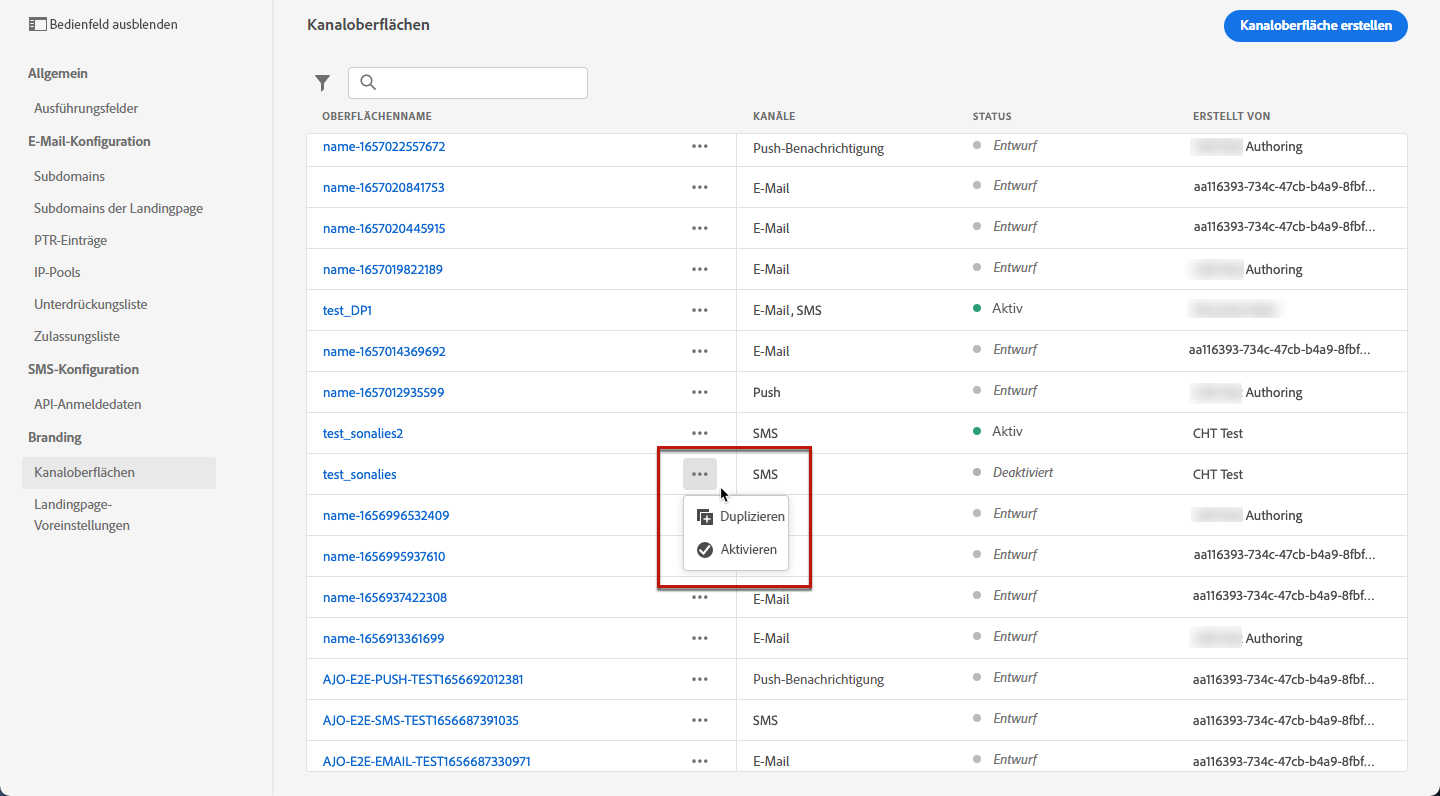 Bedienfeld ausblenden
Allgemein
Ausführungsfelder
E-Mail-Konfiguration
Subdomains
Subdomains der Landingpage
PTR-Einträge
IP-Pools
Unterdrückungsliste
Zulassungsliste
SMS-Konfiguration
API-Anmeldedaten
Branding
Kanaloberflächen
Landingpage-
Voreinstellungen
Kanaloberflächen
Kanaloberfläche erstellen
OBERFLÄCHENNAME KANÄLE STATUS ERSTELLT VON
name-1657022557672 Push-Benachrichtigung Entwurf Authoring
name-1657020841753 E-Mail Entwurf aa116393-734c-47cb-b4a9-8fbf...
name-1657020445915 E-Mail Entwurf aa116393-734c-47cb-b4a9-8fbf...
name-1657019822189 E-Mail Entwurf Authoring
test_DP1 E-Mail, SMS Aktiv
name-1657014369692 E-Mail Entwurf aa116393-734c-47cb-b4a9-8fbf...
name-1657012935599 Push Entwurf Authoring
test_sonalies2 SMS Aktiv CHT Test
test_sonalies SMS Deaktiviert CHT Test
name-1656996532409 Entwurf Authoring
Duplizieren
Aktivieren
name-1656995937610 Entwurf aa116393-734c-47cb-b4a9-8fbf...
name-1656937422308 E-Mail Entwurf aa116393-734c-47cb-b4a9-8fbf...
name-1656913361699 E-Mail Entwurf Authoring
AJO-E2E-PUSH-TEST1656692012381 Push-Benachrichtigung Entwurf aa116393-734c-47cb-b4a9-8fbf...
AJO-E2E-SMS-TEST1656687391035 SMS Entwurf aa116393-734c-47cb-b4a9-8fbf...
AJO-E2E-EMAIL-TEST1656687330971 E-Mail Entwurf aa116393-734c-47cb-b4a9-8fbf...